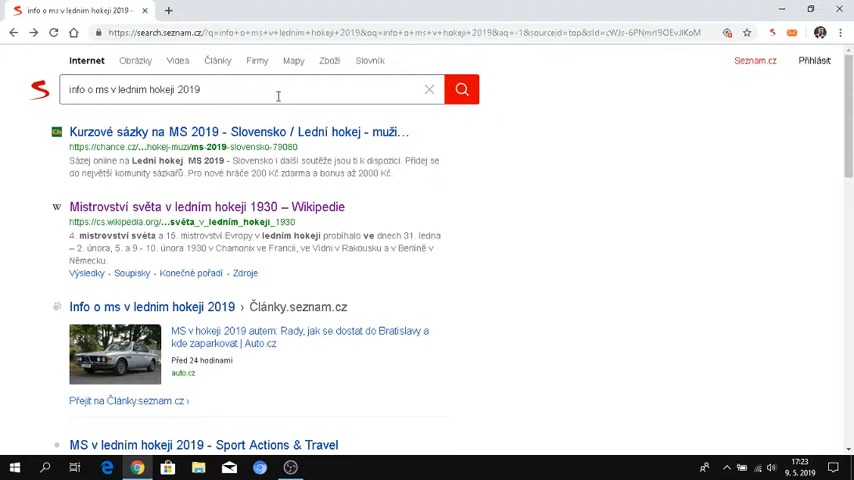 info o ms v lednim hokeji 2019 -
https://search.seznam.cz/?q=info+o+ms+v+lednim+hokeji+2019&oq=info+o+ms+v+hokeji+2019&aq=-1&sourceid=top&sId=
Internet Obrázky Videa Články Firmy Mapy Zboží Slovník
Seznam.cz Přihlásit
info o ms v lednim hokeji 2019
Kurzové sázky na MS 2019 - Slovensko / Lední hokej - muži...
https://chance.cz/...hokej-muzi/ms-2019-slovensko-79080
Sázej online na Lední hokej. MS 2019 - Slovensko i další soutěže jsou ti k dispozici. Přidej se
do největší komunity sázkařů. Pro nové hráče 200 Kč zdarma a bonus až 2000 Kč.
Mistrovství světa v ledním hokeji 1930 – Wikipedie
https://cs.wikipedia.org/...světa_v_ledním_hokeji_1930
4. mistrovství světa a 15. mistrovství Evropy v ledním hokeji probíhalo ve dnech 31. ledna
– 2. února, 5. a 9 - 10. února 1930 v Chamonix ve Francii, ve Vídni v Rakousku a v Berlíně v
Německu.
Výsledky · Soupisky · Konečné pořadí · Zdroje
Info o ms v lednim hokeji 2019 › Články.seznam.cz
MS v hokeji 2019 autem: Rady, jak se dostat do Bratislavy a
kde zaparkovat | Auto.cz
Před 24 hodinami
auto.cz
Přejít na Články.seznam.cz ›
MS v ledním hokeji 2019 - Sport Actions & Travel
17:23
9. 5. 2019